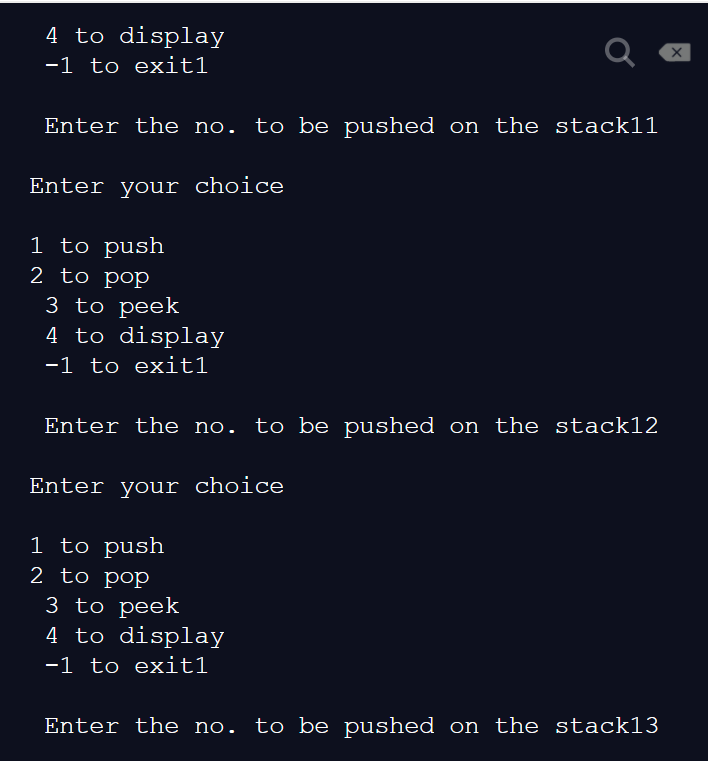 4 to display
-1 to exit1
Enter the no. to be pushed on the stack11
Enter your choice
1 to push
2 to pop
3 to peek
4 to display
-1 to exit1
Enter the no. to be pushed on the stack12
Enter your choice
1 to push
2 to pop
3 to peek
4 to display
-1 to exit1
Enter the no. to be pushed on the stack13